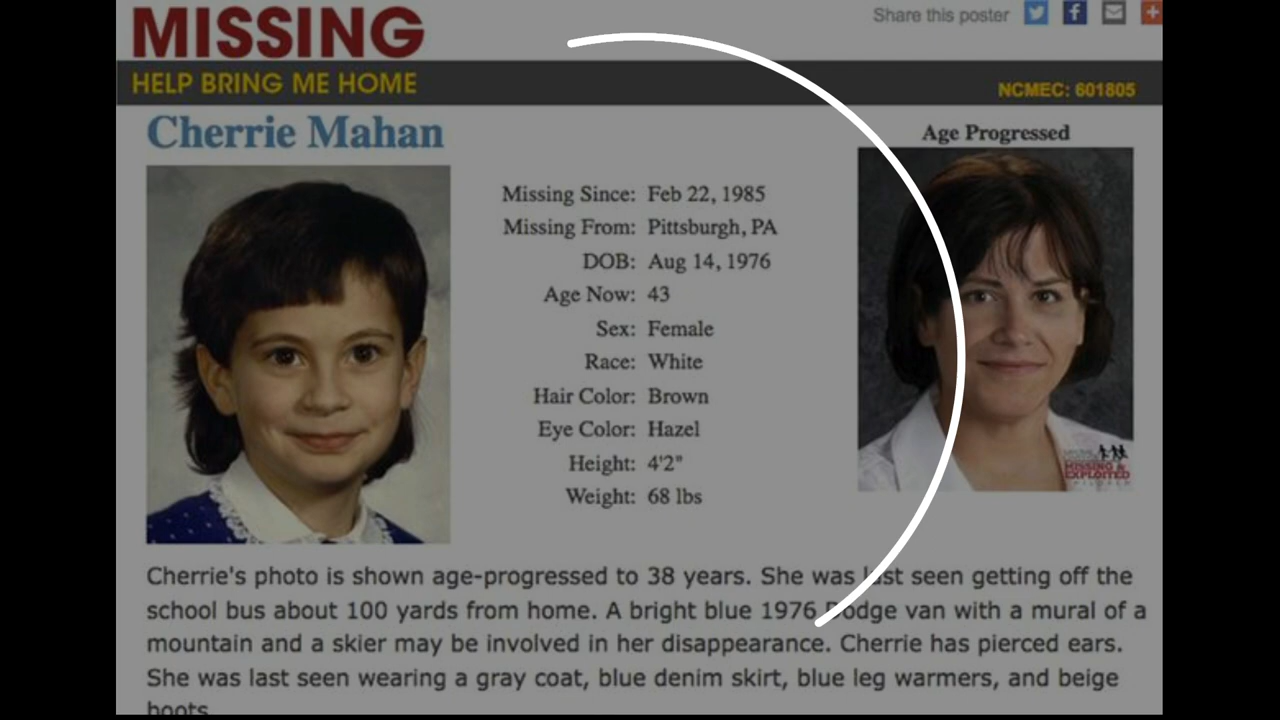 MISSING
Share this poster
HELP BRING ME HOME
NCMEC: 601805
Cherrie Mahan
Age Progressed
Missing Since: Feb 22, 1985
Missing From: Pittsburgh, PA
DOB: Aug 14, 1976
Age Now: 43
Sex: Female
Race: White
Hair Color: Brown
Eye Color: Hazel
Height: 4'2"
Weight: 68 lbs
MISSING &
EXPLOITED
CHILDREN
Cherrie's photo is shown age-progressed to 38 years. She was last seen getting off the
school bus about 100 yards from home. A bright blue 1976 Dodge van with a mural of a
mountain and a skier may be involved in her disappearance. Cherrie has pierced ears.
She was last seen wearing a gray coat, blue denim skirt, blue leg warmers, and beige
boots.